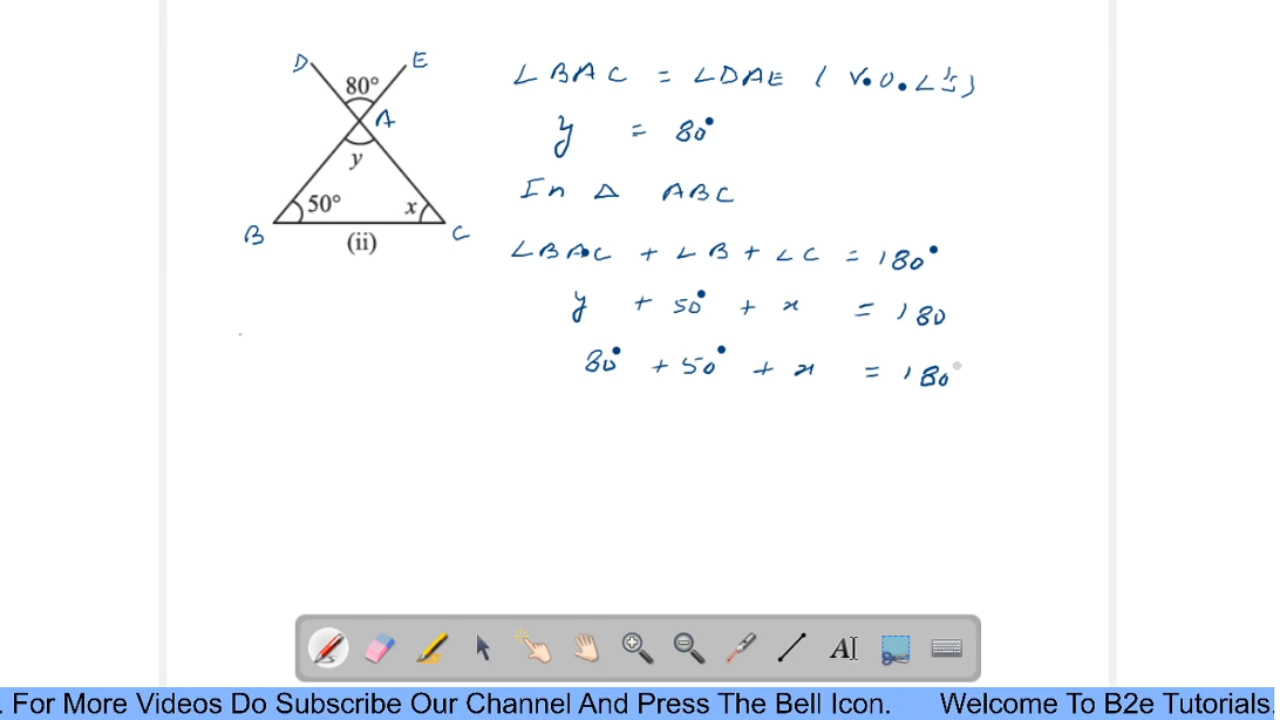 D E
80°
A
y
50° x
B C
(ii)
∠BAC = ∠DAE (V.O.∠'s)
y = 80°
In △ ABC
∠BAC + ∠B + ∠C = 180°
y + 50° + x = 180
80° + 50° + x = 180
AI
. For More Videos Do Subscribe Our Channel And Press The Bell Icon. Welcome To B2e Tutorials.